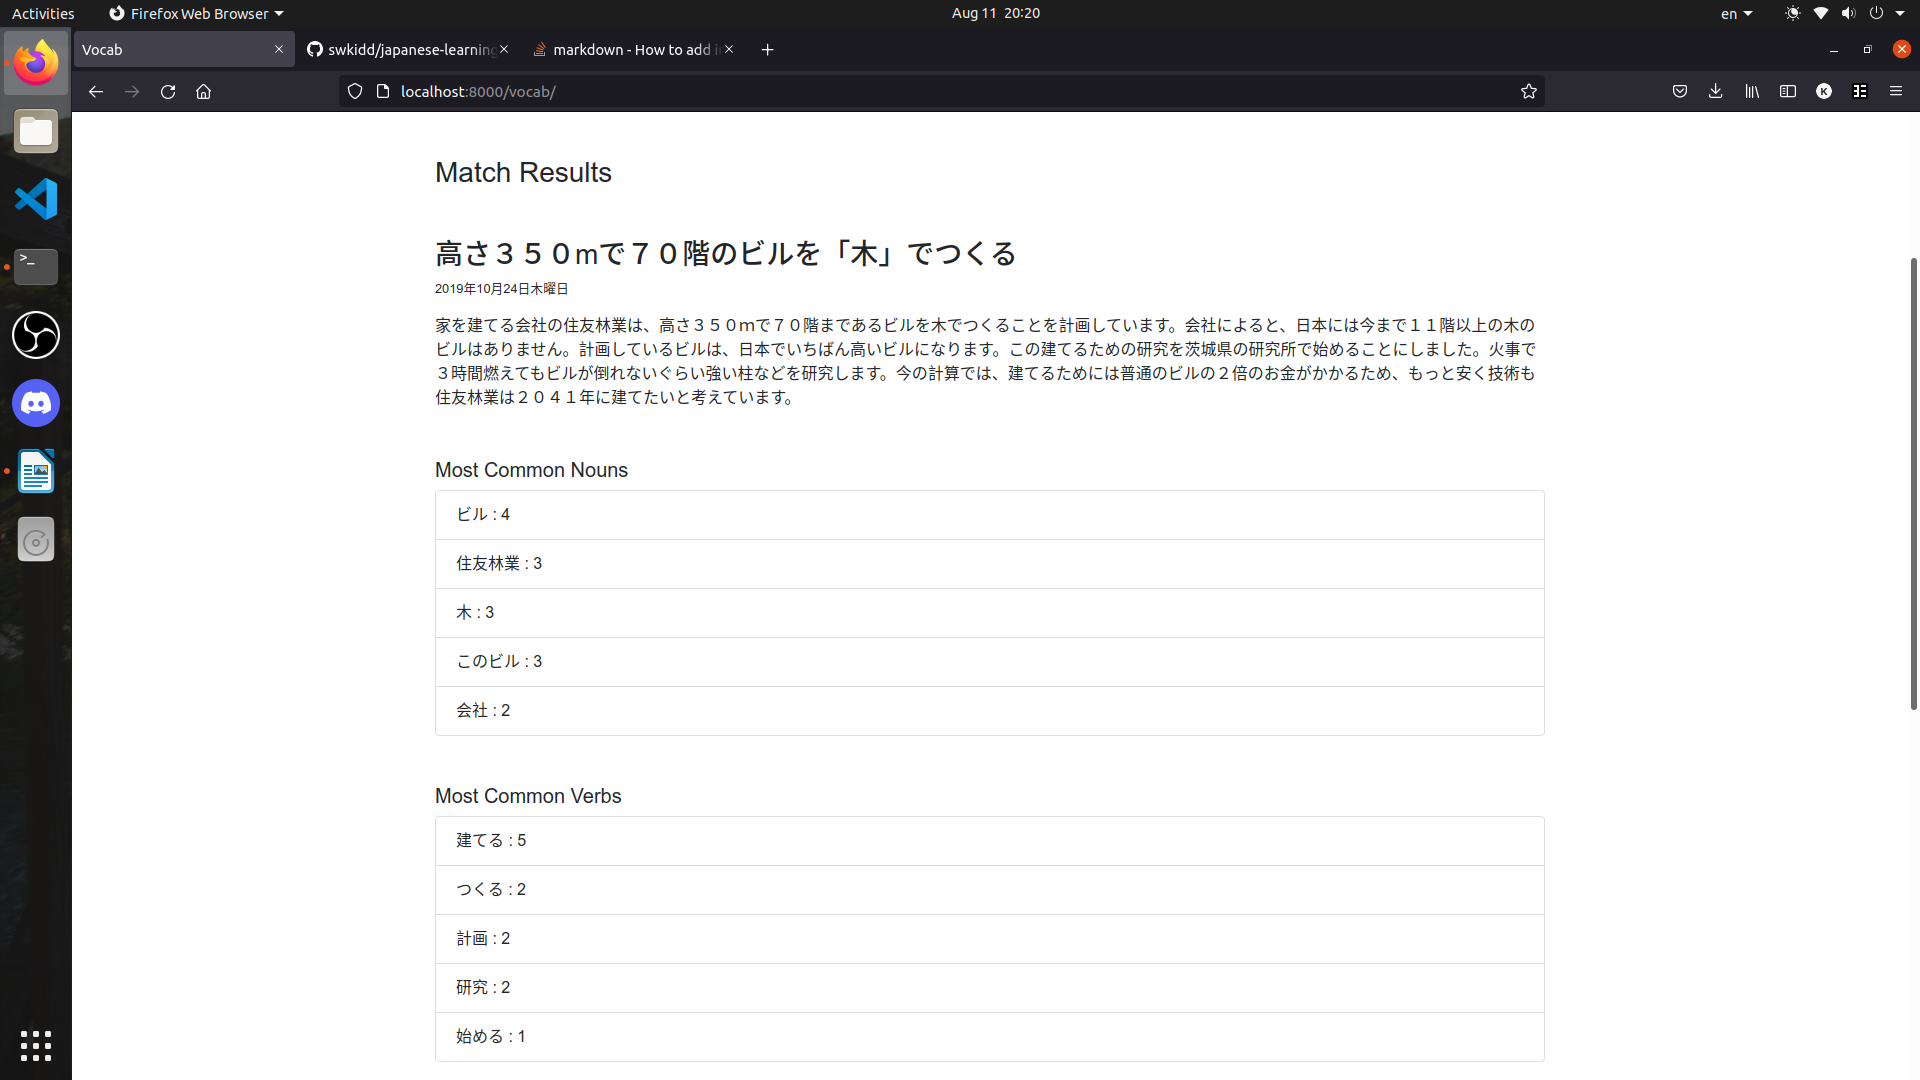 Activities
Firefox Web Browser
Aug 11 20:20
en
Vocab
swkidd/japanese-learning
markdown - How to add i
localhost:8000/vocab/
Match Results
高さ３５０mで７０階のビルを「木」でつくる
2019年10月24日木曜日
家を建てる会社の住友林業は、高さ３５０ｍで７０階まであるビルを木でつくることを計画しています。会社によると、日本には今まで１１階以上の木の
ビルはありません。計画しているビルは、日本でいちばん高いビルになります。この建てるための研究を茨城県の研究所で始めることにしました。火事で
３時間燃えてもビルが倒れないぐらい強い柱などを研究します。今の計算では、建てるためには普通のビルの２倍のお金がかかるため、もっと安く技術も
住友林業は２０４１年に建てたいと考えています。
Most Common Nouns
ビル : 4
住友林業 : 3
木 : 3
このビル : 3
会社 : 2
Most Common Verbs
建てる : 5
つくる : 2
計画 : 2
研究 : 2
始める : 1